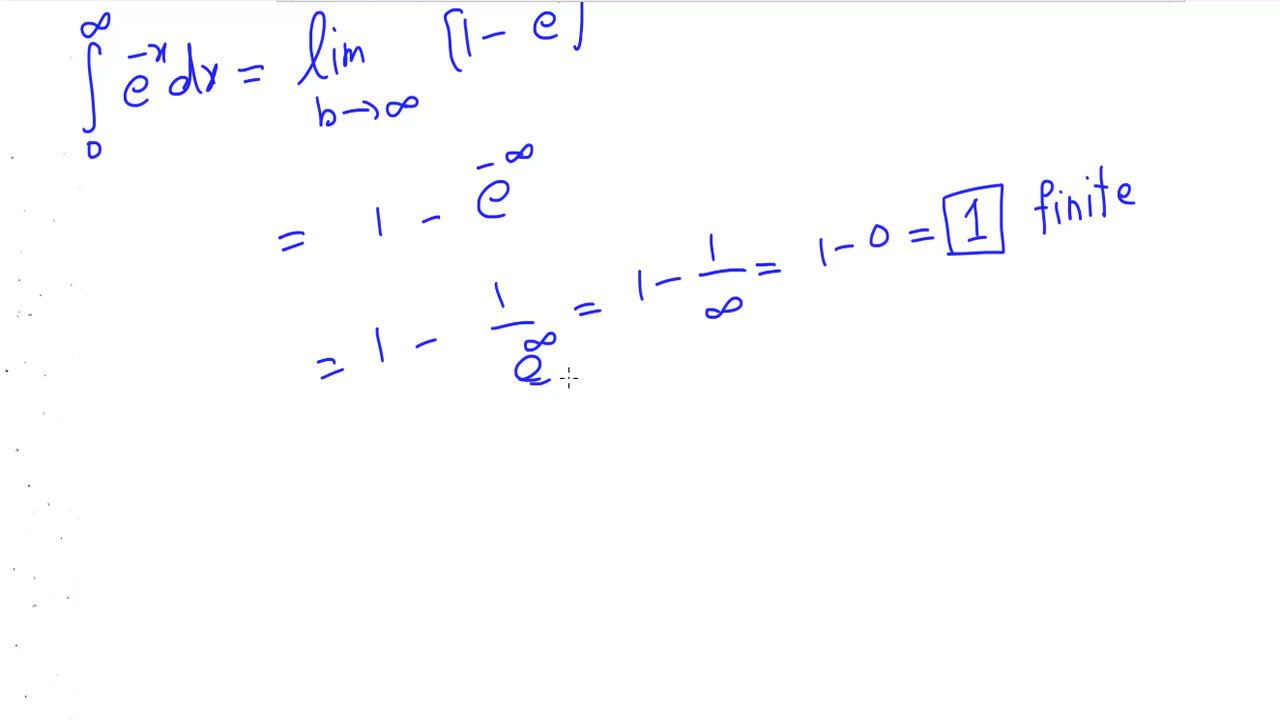 ∫₀^∞ e^{-x} dx = lim_{b→∞} [1 - e]
= 1 - e^{-∞}
= 1 - 1/e^∞ = 1 - 1/∞ = 1 - 0 = 1 finite